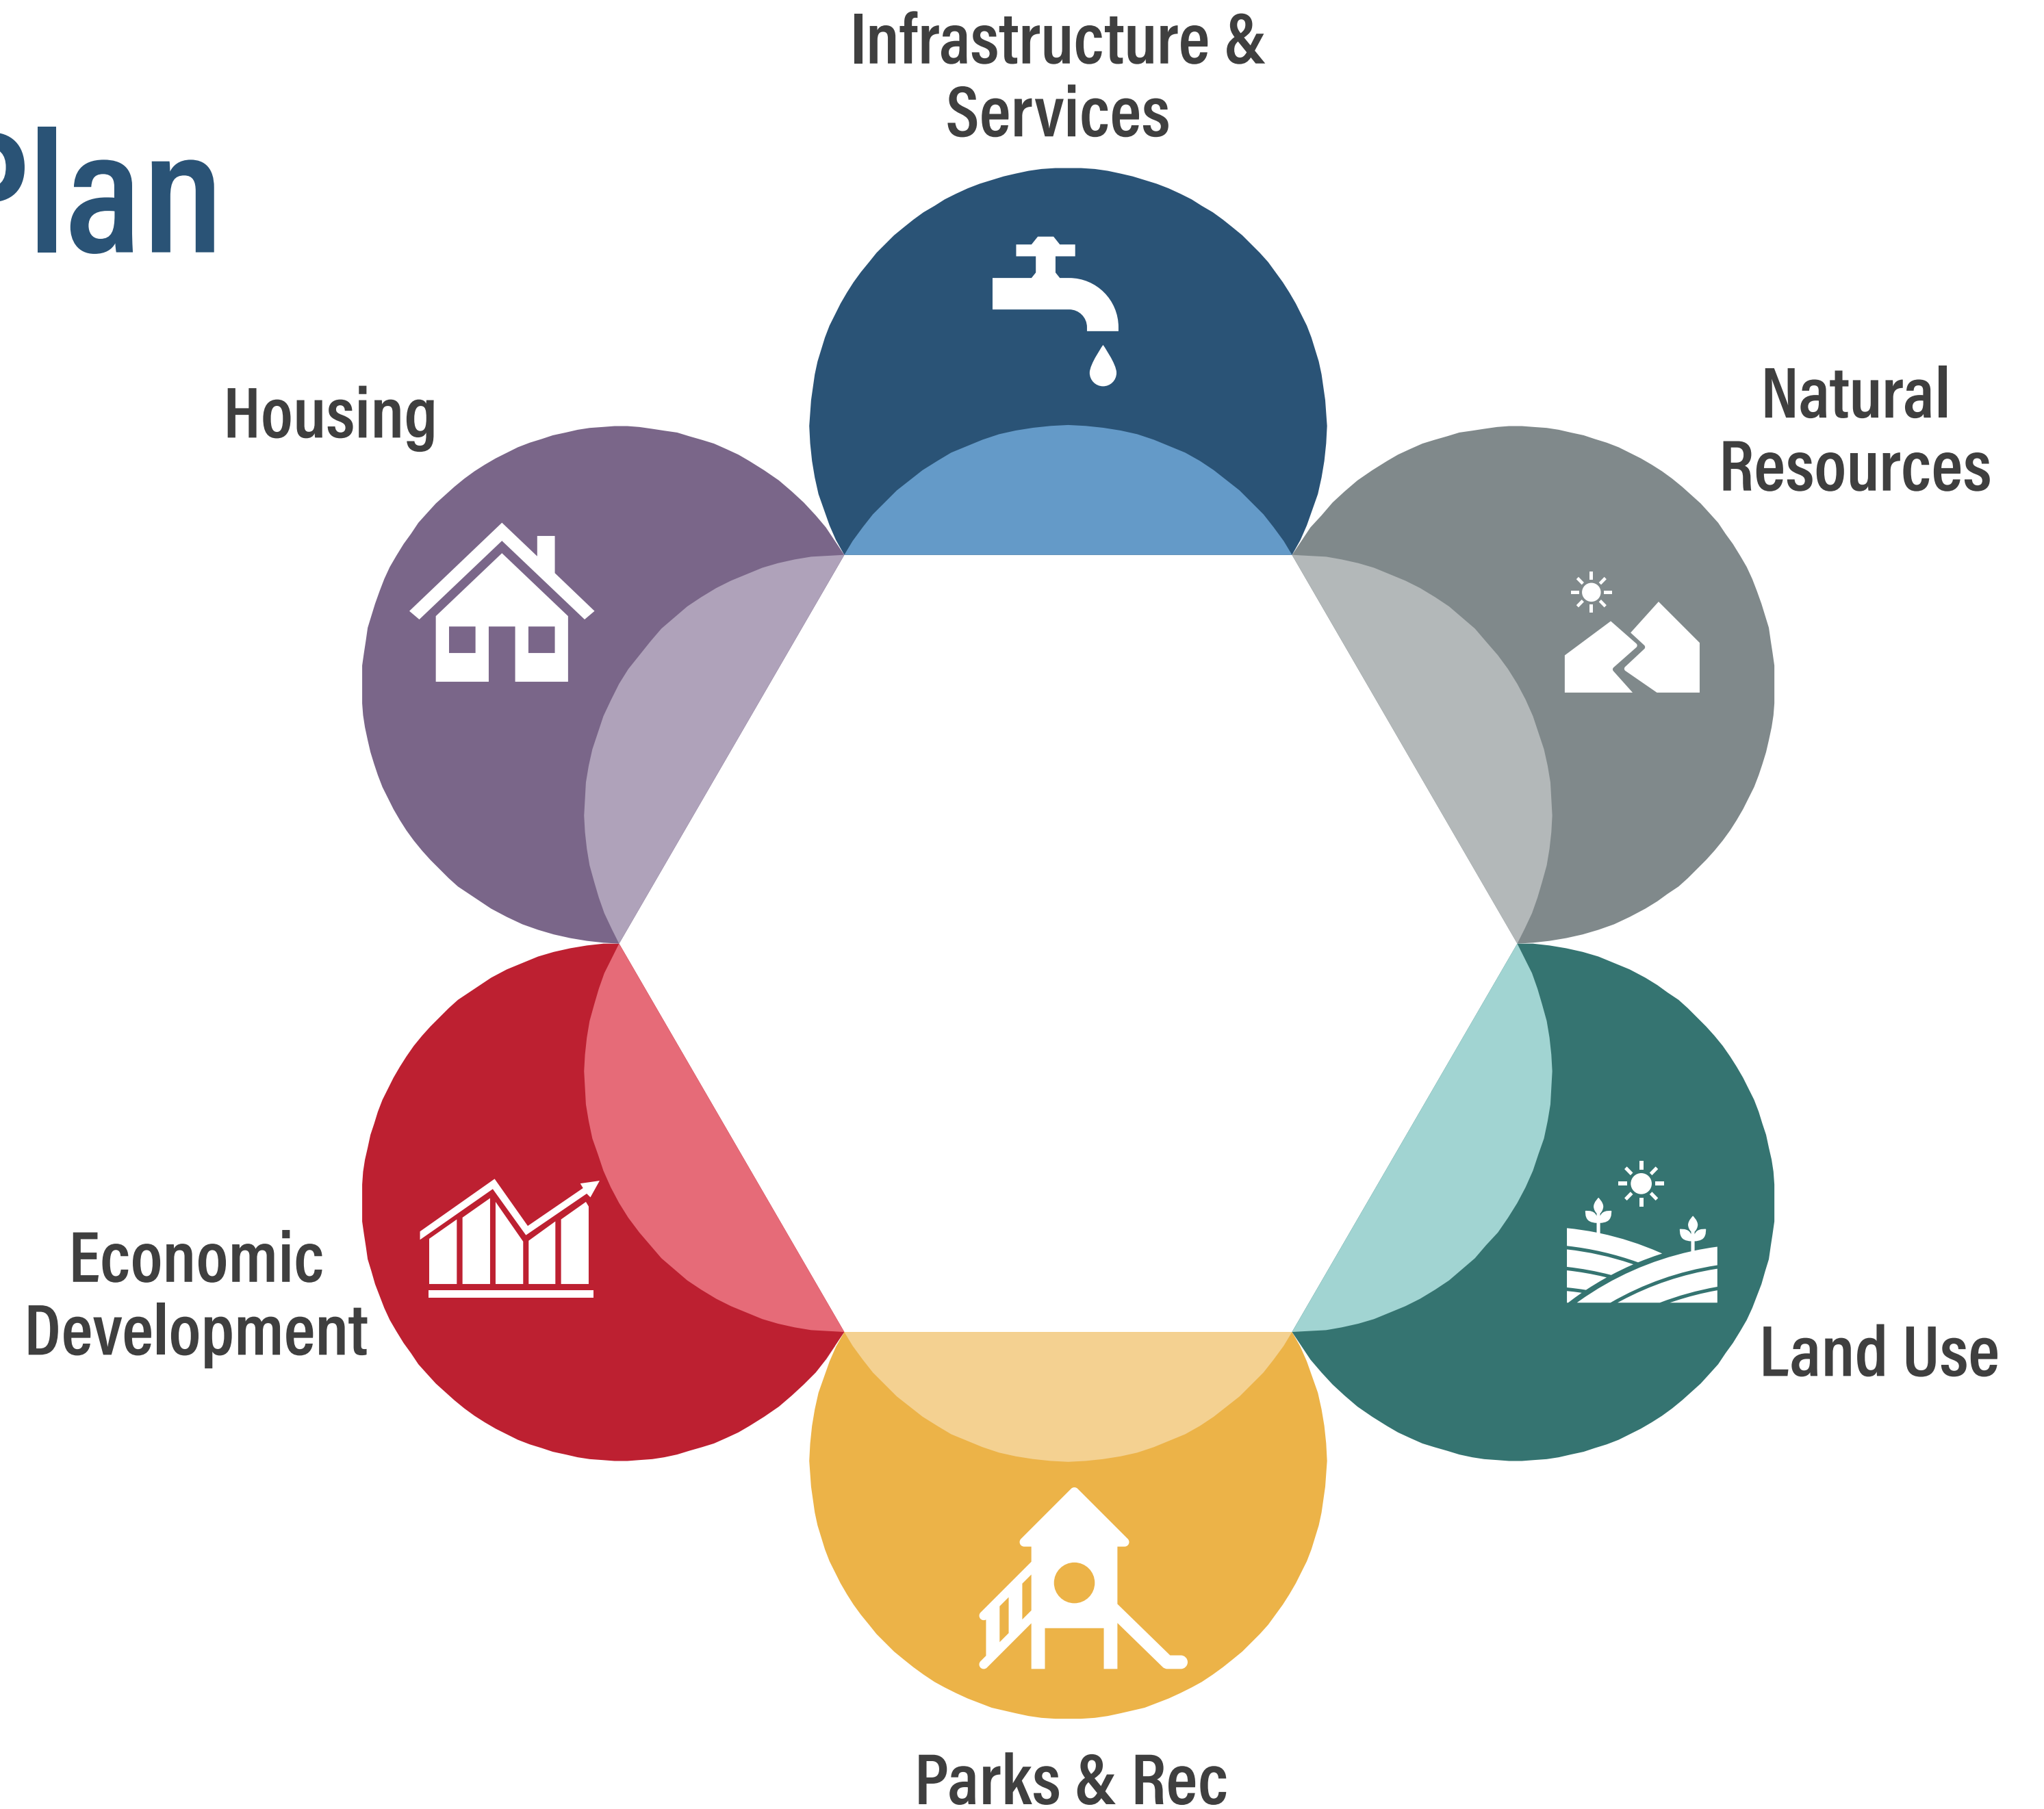 Infrastructure &
Services
Plan
Housing
Natural
Resources
Economic
Development
Land Use
Parks & Rec